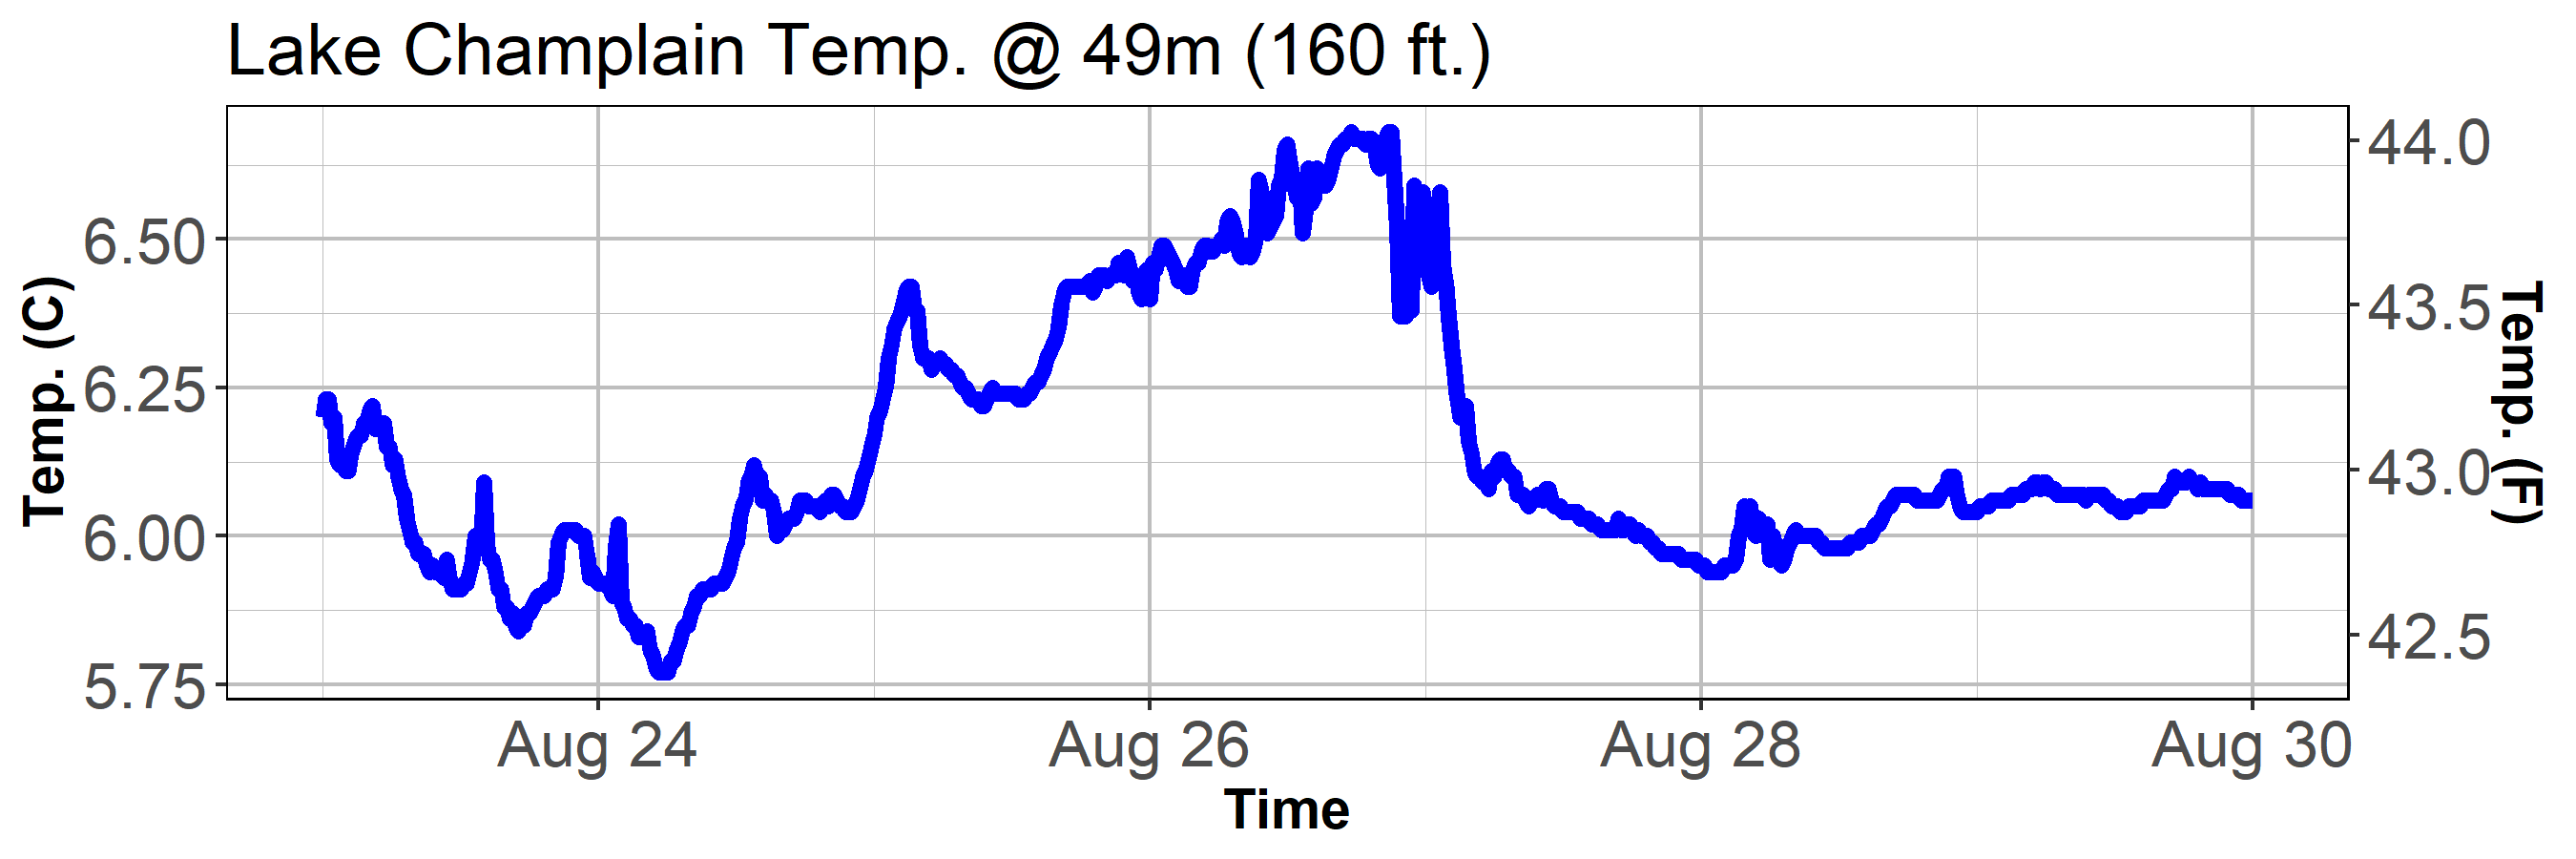 Lake Champlain Temp. @ 49m (160 ft.)
Temp. (C)
6.50
6.25
6.00
5.75
44.0
43.5
43.0
42.5
Temp. (F)
Aug 24 Aug 26 Aug 28 Aug 30
Time